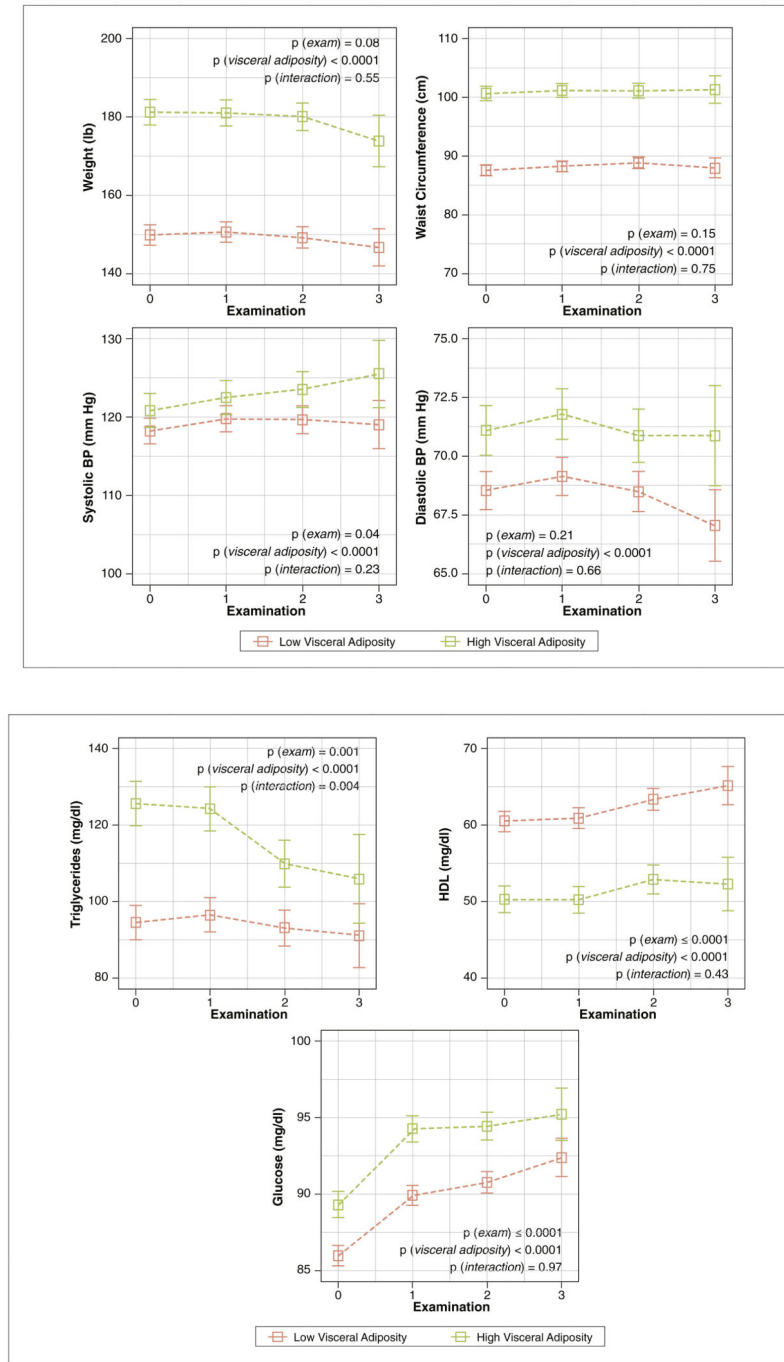 200
190
180
170
160
150
140
Weight (lb)
p (exam) = 0.08
p (visceral adiposity) < 0.0001
p (interaction) = 0.55
0 1 2 3
Examination
110
100
90
80
70
Waist Circumference (cm)
p (exam) = 0.15
p (visceral adiposity) < 0.0001
p (interaction) = 0.75
0 1 2 3
Examination
130
120
110
100
Systolic BP (mm Hg)
p (exam) = 0.04
p (visceral adiposity) < 0.0001
p (interaction) = 0.23
0 1 2 3
Examination
75.0
72.5
70.0
67.5
65.0
Diastolic BP (mm Hg)
p (exam) = 0.21
p (visceral adiposity) < 0.0001
p (interaction) = 0.66
0 1 2 3
Examination
Low Visceral Adiposity High Visceral Adiposity
140
120
100
80
Triglycerides (mg/dl)
p (exam) = 0.001
p (visceral adiposity) < 0.0001
p (interaction) = 0.004
0 1 2 3
Examination
70
60
50
40
HDL (mg/dl)
p (exam) ≤ 0.0001
p (visceral adiposity) < 0.0001
p (interaction) = 0.43
0 1 2 3
Examination
100
95
90
85
Glucose (mg/dl)
p (exam) ≤ 0.0001
p (visceral adiposity) < 0.0001
p (interaction) = 0.97
0 1 2 3
Examination
Low Visceral Adiposity High Visceral Adiposity